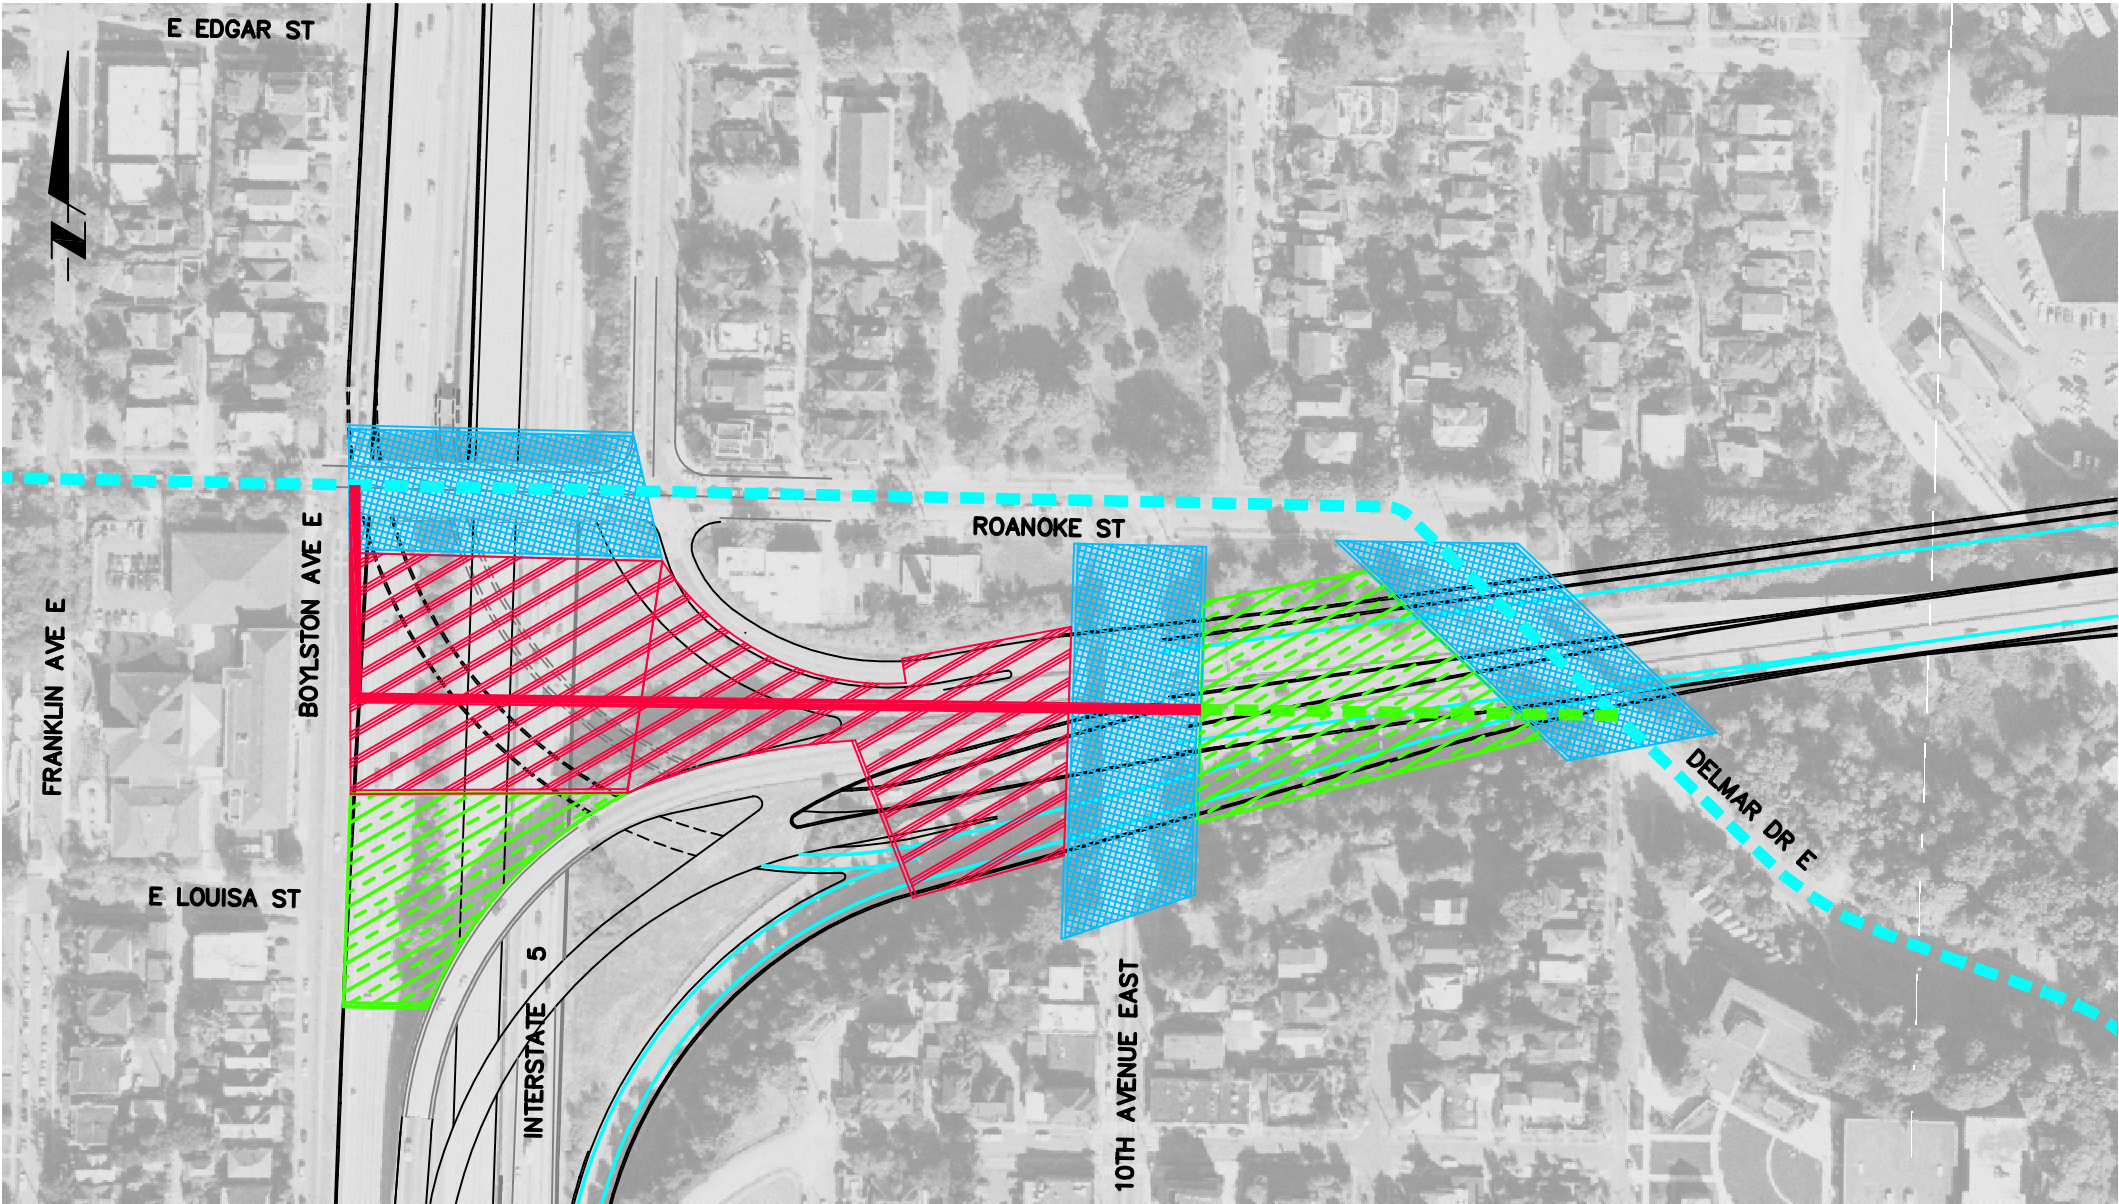 E EDGAR ST
N
ROANOKE ST
BOYLSTON AVE E
FRANKLIN AVE E
DELMAR DR E
E LOUISA ST
INTERSTATE 5
10TH AVENUE EAST